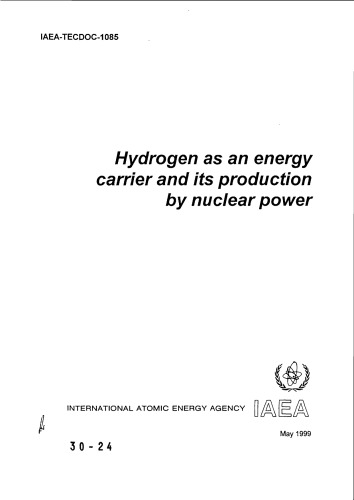 IAEA-TECDOC-1085
Hydrogen as an energy
carrier and its production
by nuclear power
INTERNATIONAL ATOMIC ENERGY AGENCY IAEA
May 1999
30-24